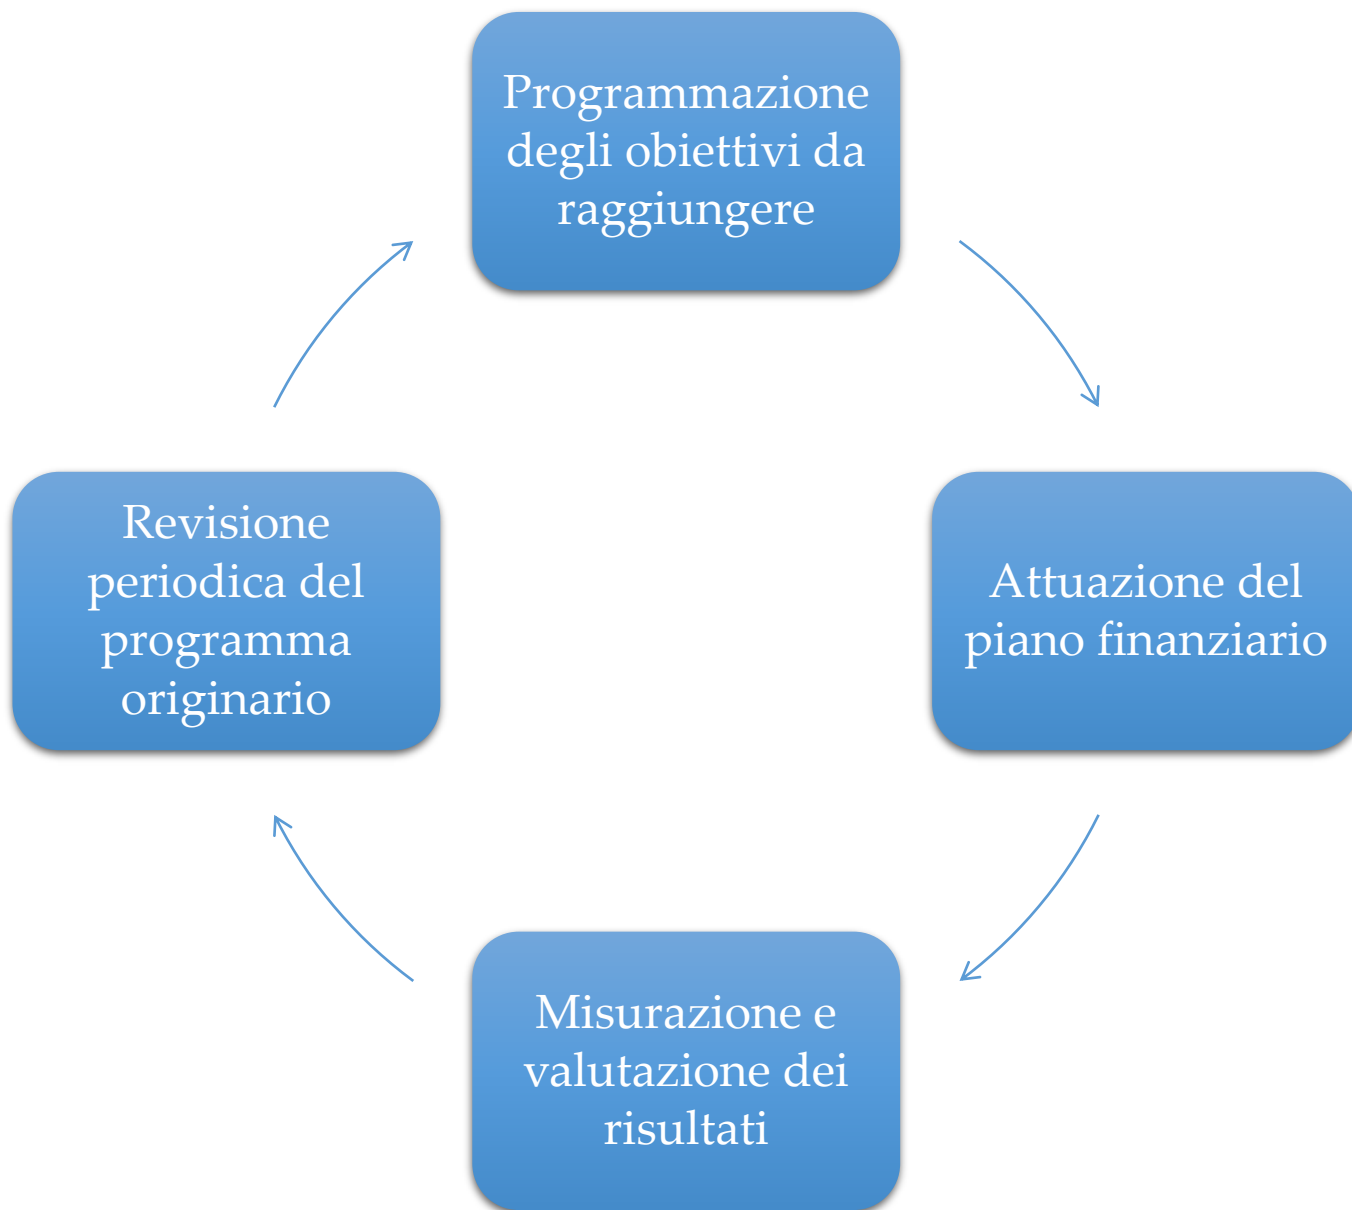 Programmazione
degli obiettivi da
raggiungere
Attuazione del
piano finanziario
Misurazione e
valutazione dei
risultati
Revisione
periodica del
programma
originario